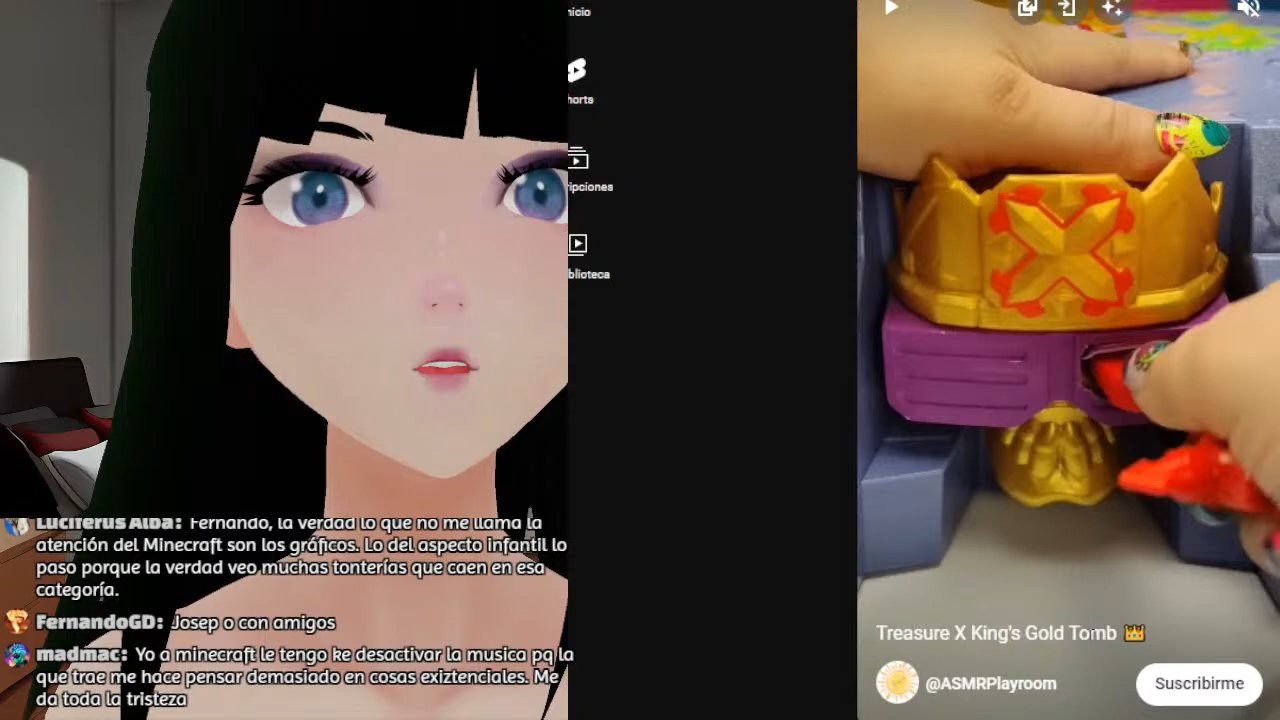 nicio
horts
ripciones
blioteca
Luciferus Alba: Fernando, la verdad lo que no me llama la
atención del Minecraft son los gráficos. Lo del aspecto infantil lo
paso porque la verdad veo muchas tonterías que caen en esa
categoría.
FernandoGD: Josep o con amigos
madmac: Yo a minecraft le tengo ke desactivar la musica pq la
que trae me hace pensar demasiado en cosas exiztenciales. Me
da toda la tristeza
Treasure X King's Gold Tomb 👑
@ASMRPlayroom
Suscribirme